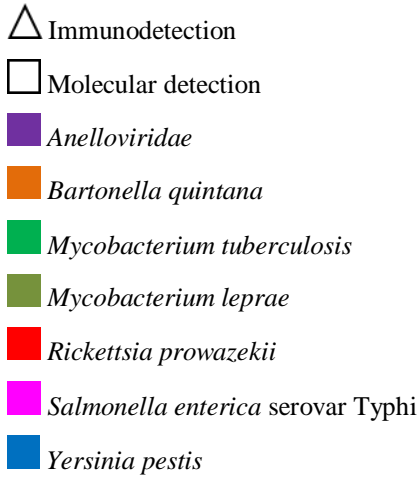 Immunodetection
Molecular detection
Anelloviridae
Bartonella quintana
Mycobacterium tuberculosis
Mycobacterium leprae
Rickettsia prowazekii
Salmonella enterica serovar Typhi
Yersinia pestis